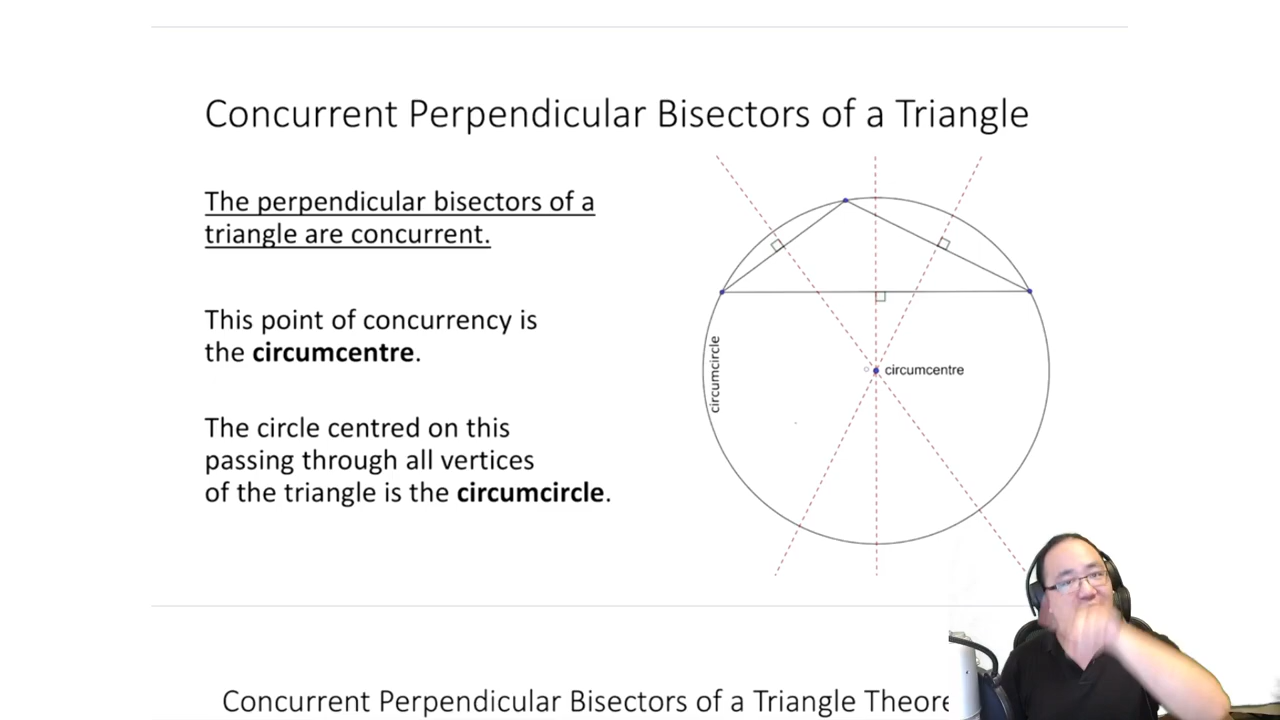 Concurrent Perpendicular Bisectors of a Triangle
The perpendicular bisectors of a
triangle are concurrent.
This point of concurrency is
the circumcentre.
The circle centred on this
passing through all vertices
of the triangle is the circumcircle.
circumcircle
circumcentre
Concurrent Perpendicular Bisectors of a Triangle